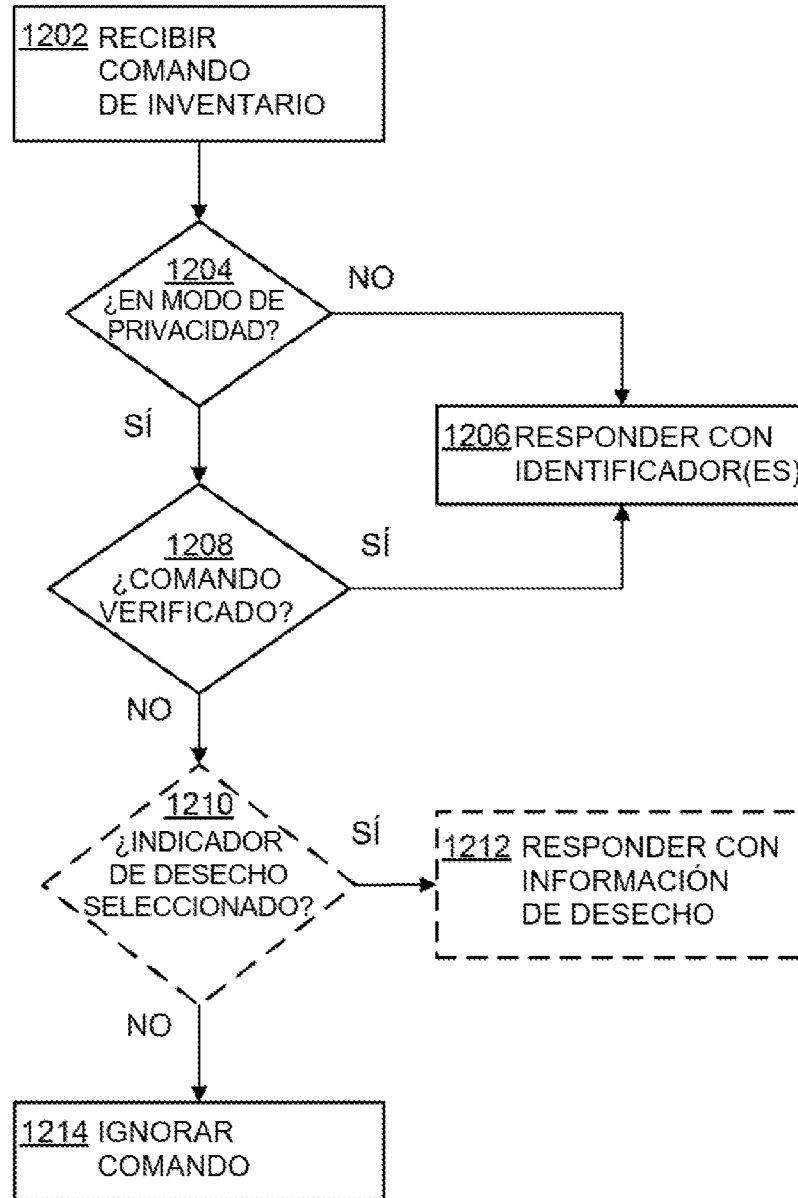 1202 RECIBIR
COMANDO
DE INVENTARIO
1204
¿EN MODO DE
PRIVACIDAD?
NO
SÍ
1206 RESPONDER CON
IDENTIFICADOR(ES)
1208
¿COMANDO
VERIFICADO?
SÍ
NO
1210
¿INDICADOR
DE DESECHO
SELECCIONADO?
SÍ
1212 RESPONDER CON
INFORMACIÓN
DE DESECHO
NO
1214 IGNORAR
COMANDO